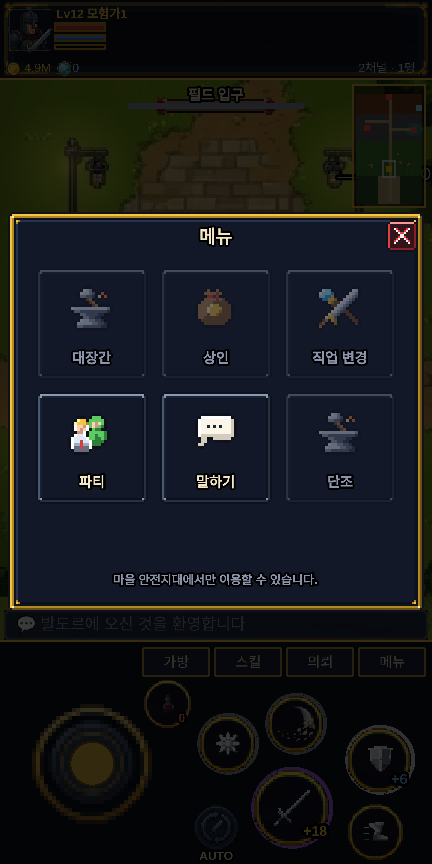 Lv12 모험가1
4.9M 0
2채널 · 1명
필드 입구
메뉴
대장간
상인
직업 변경
파티
말하기
단조
마을 안전지대에서만 이용할 수 있습니다.
발도르에 오신 것을 환영합니다
가방
스킬
의뢰
메뉴
0
+6
+18
AUTO